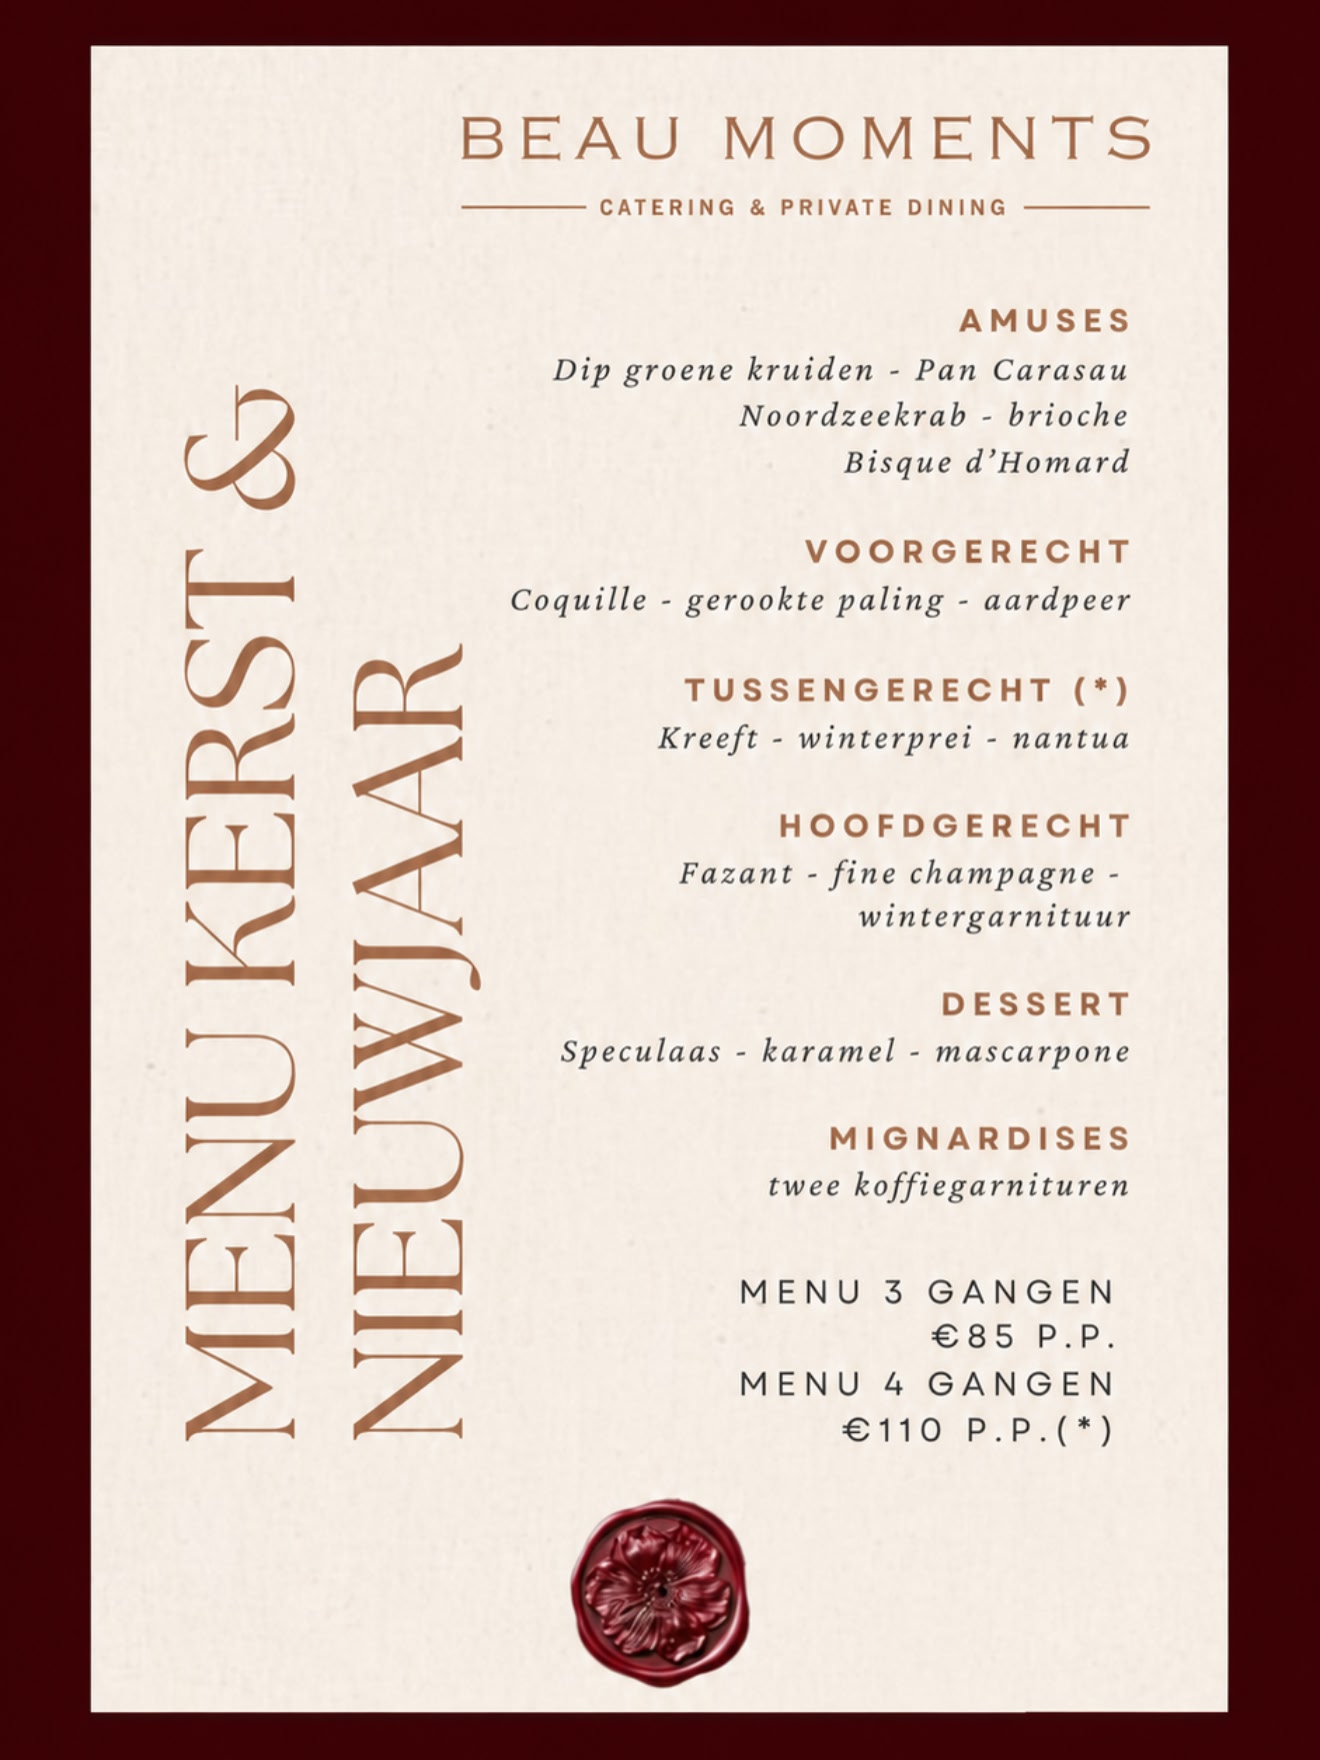 BEAU MOMENTS
CATERING & PRIVATE DINING
MENU KERST &
NIEUWJAAR
AMUSES
Dip groene kruiden - Pan Carasau
Noordzeekrab - brioche
Bisque d’Homard
VOORGERECHT
Coquille - gerookte paling - aardpeer
TUSSENGERECHT (*)
Kreeft - winterprei - nantua
HOOFDGERECHT
Fazant - fine champagne -
wintergarnituur
DESSERT
Speculaas - karamel - mascarpone
MIGNARDISES
twee koffiegarnituren
MENU 3 GANGEN
€85 P.P.
MENU 4 GANGEN
€110 P.P.(*)